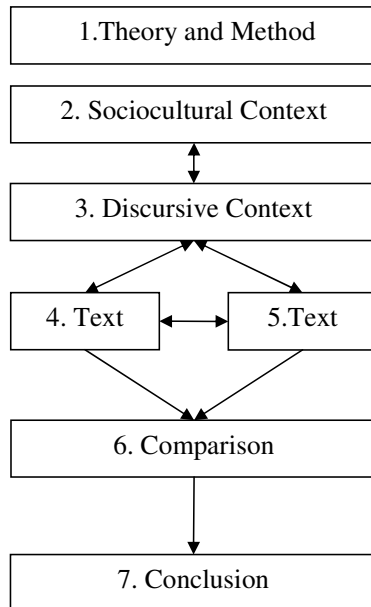 1.Theory and Method
2. Sociocultural Context
3. Discursive Context
4. Text
5.Text
6. Comparison
7. Conclusion